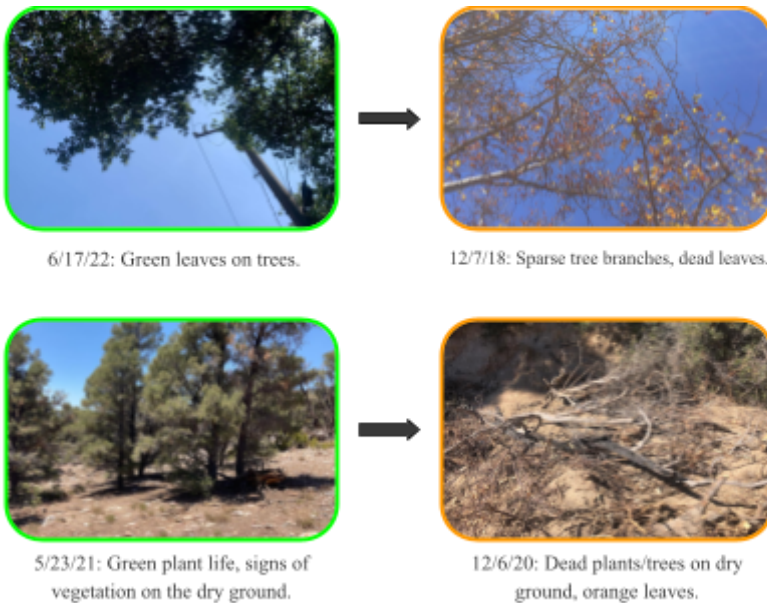 6/17/22: Green leaves on trees.
12/7/18: Sparse tree branches, dead leaves.
5/23/21: Green plant life, signs of
vegetation on the dry ground.
12/6/20: Dead plants/trees on dry
ground, orange leaves.